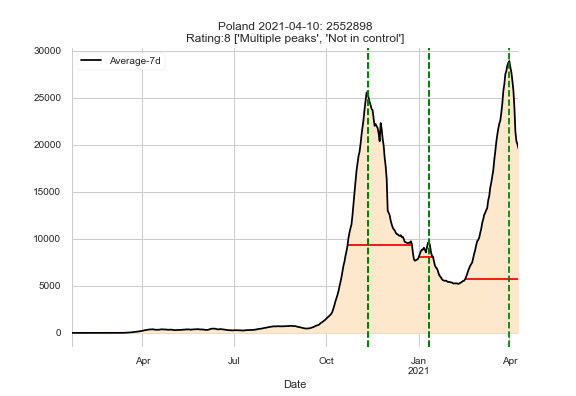 Poland 2021-04-10: 2552898
Rating:8 ['Multiple peaks', 'Not in control']
30000
Average-7d
25000
20000
15000
10000
5000
0
Apr Jul Oct Jan Apr
2021
Date